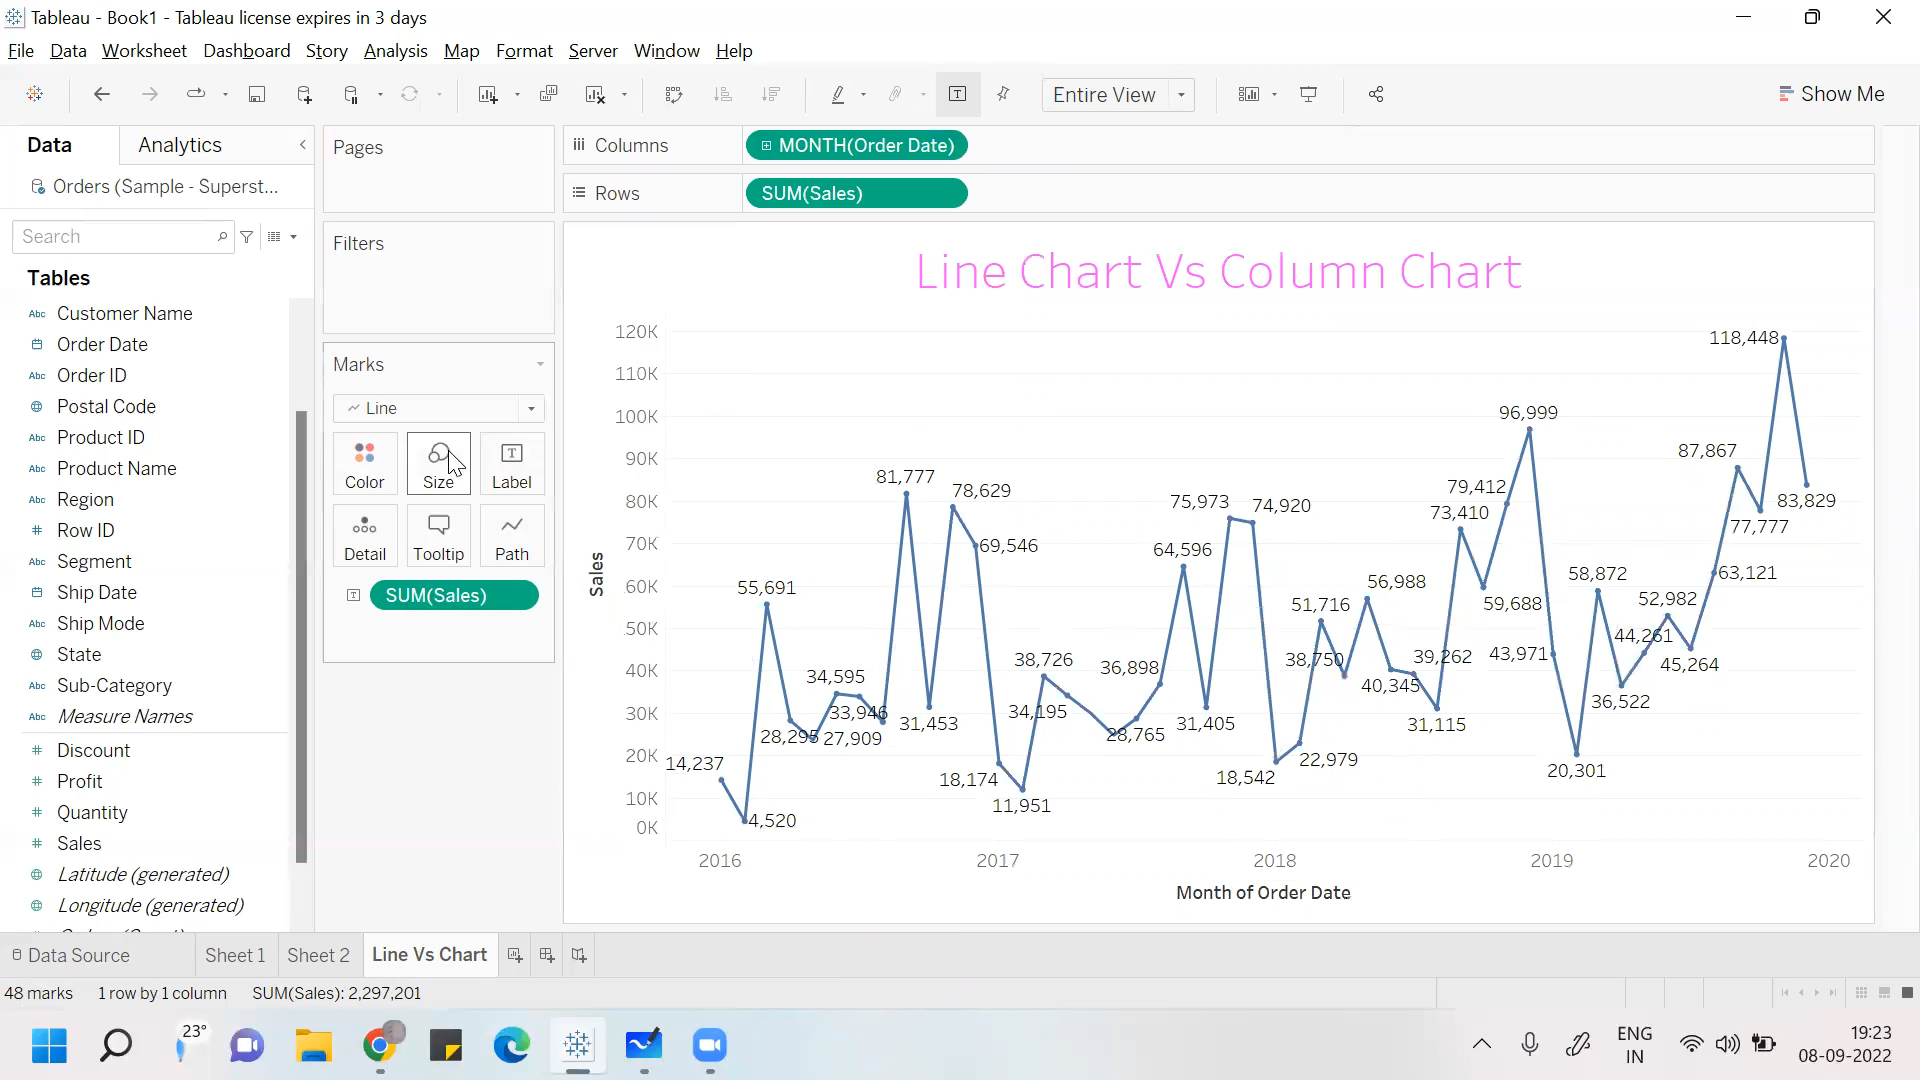 Tableau - Book1 - Tableau license expires in 3 days
File Data Worksheet Dashboard Story Analysis Map Format Server Window Help
Entire View
Show Me
Data Analytics
Orders (Sample - Superst...
Search
Tables
Abc Customer Name
Order Date
Abc Order ID
Postal Code
Abc Product ID
Abc Product Name
Abc Region
# Row ID
Abc Segment
Ship Date
Abc Ship Mode
State
Abc Sub-Category
Abc Measure Names
# Discount
# Profit
# Quantity
# Sales
Latitude (generated)
Longitude (generated)
Pages
Filters
Marks
Line
Color Size Label
Detail Tooltip Path
SUM(Sales)
Columns MONTH(Order Date)
Rows SUM(Sales)
Line Chart Vs Column Chart
120K
110K
100K
90K
80K
70K
60K
50K
40K
30K
20K
10K
0K
Sales
14,237
4,520
55,691
28,295
34,595
33,946
27,909
81,777
31,453
78,629
69,546
18,174
11,951
38,726
34,195
28,765
36,898
64,596
31,405
75,973
74,920
18,542
22,979
51,716
38,750
56,988
40,345
39,262
31,115
73,410
59,688
79,412
96,999
43,971
20,301
58,872
36,522
44,261
52,982
45,264
63,121
87,867
77,777
118,448
83,829
2016 2017 2018 2019 2020
Month of Order Date
Data Source Sheet 1 Sheet 2 Line Vs Chart
48 marks 1 row by 1 column SUM(Sales): 2,297,201
23°
ENG
IN
19:23
08-09-2022